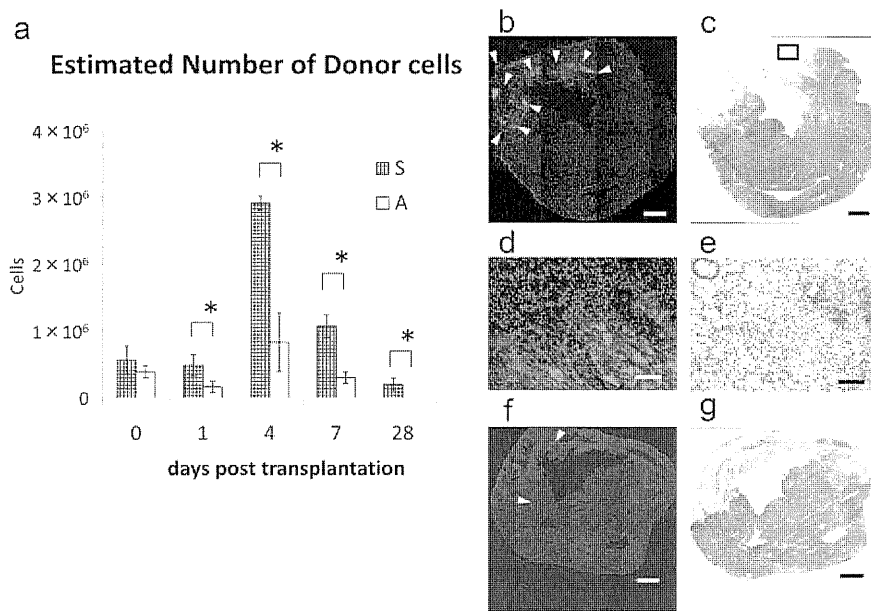 a
Estimated Number of Donor cells
4 × 10⁶
3 × 10⁶
2 × 10⁶
1 × 10⁶
0
Cells
* * * *
S
A
0 1 4 7 28
days post transplantation
b
c
d
e
f
g